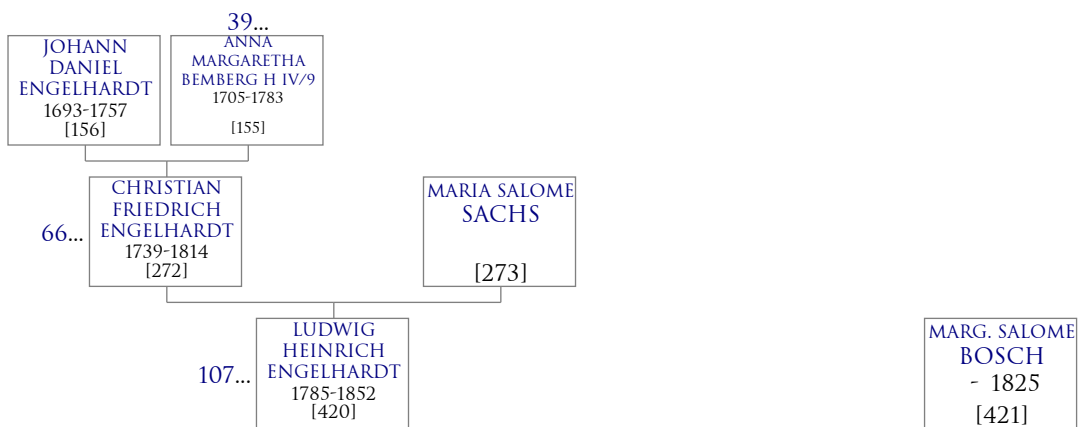 39...
JOHANN
DANIEL
ENGELHARDT
1693-1757
[156]
ANNA
MARGARETHA
BEMBERG H IV/9
1705-1783
[155]
66...
CHRISTIAN
FRIEDRICH
ENGELHARDT
1739-1814
[272]
MARIA SALOME
SACHS
[273]
107...
LUDWIG
HEINRICH
ENGELHARDT
1785-1852
[420]
MARG. SALOME
BOSCH
- 1825
[421]